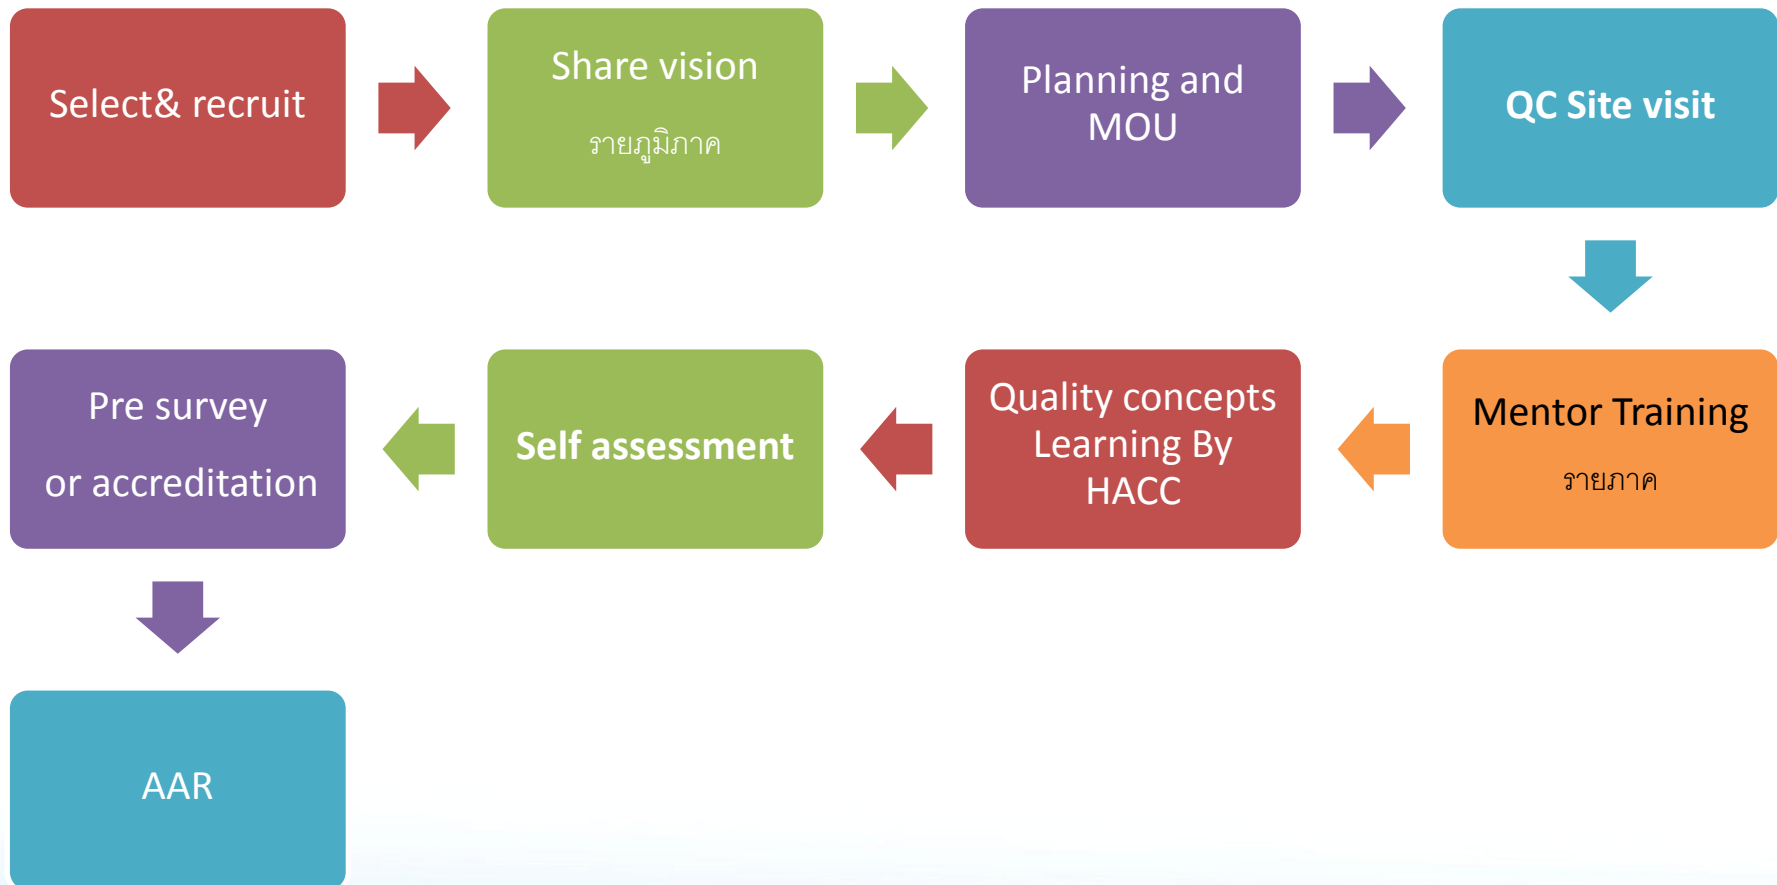 Select& recruit
Share vision
รายภูมิภาค
Planning and
MOU
QC Site visit
Mentor Training
รายภาค
Quality concepts
Learning By
HACC
Self assessment
Pre survey
or accreditation
AAR